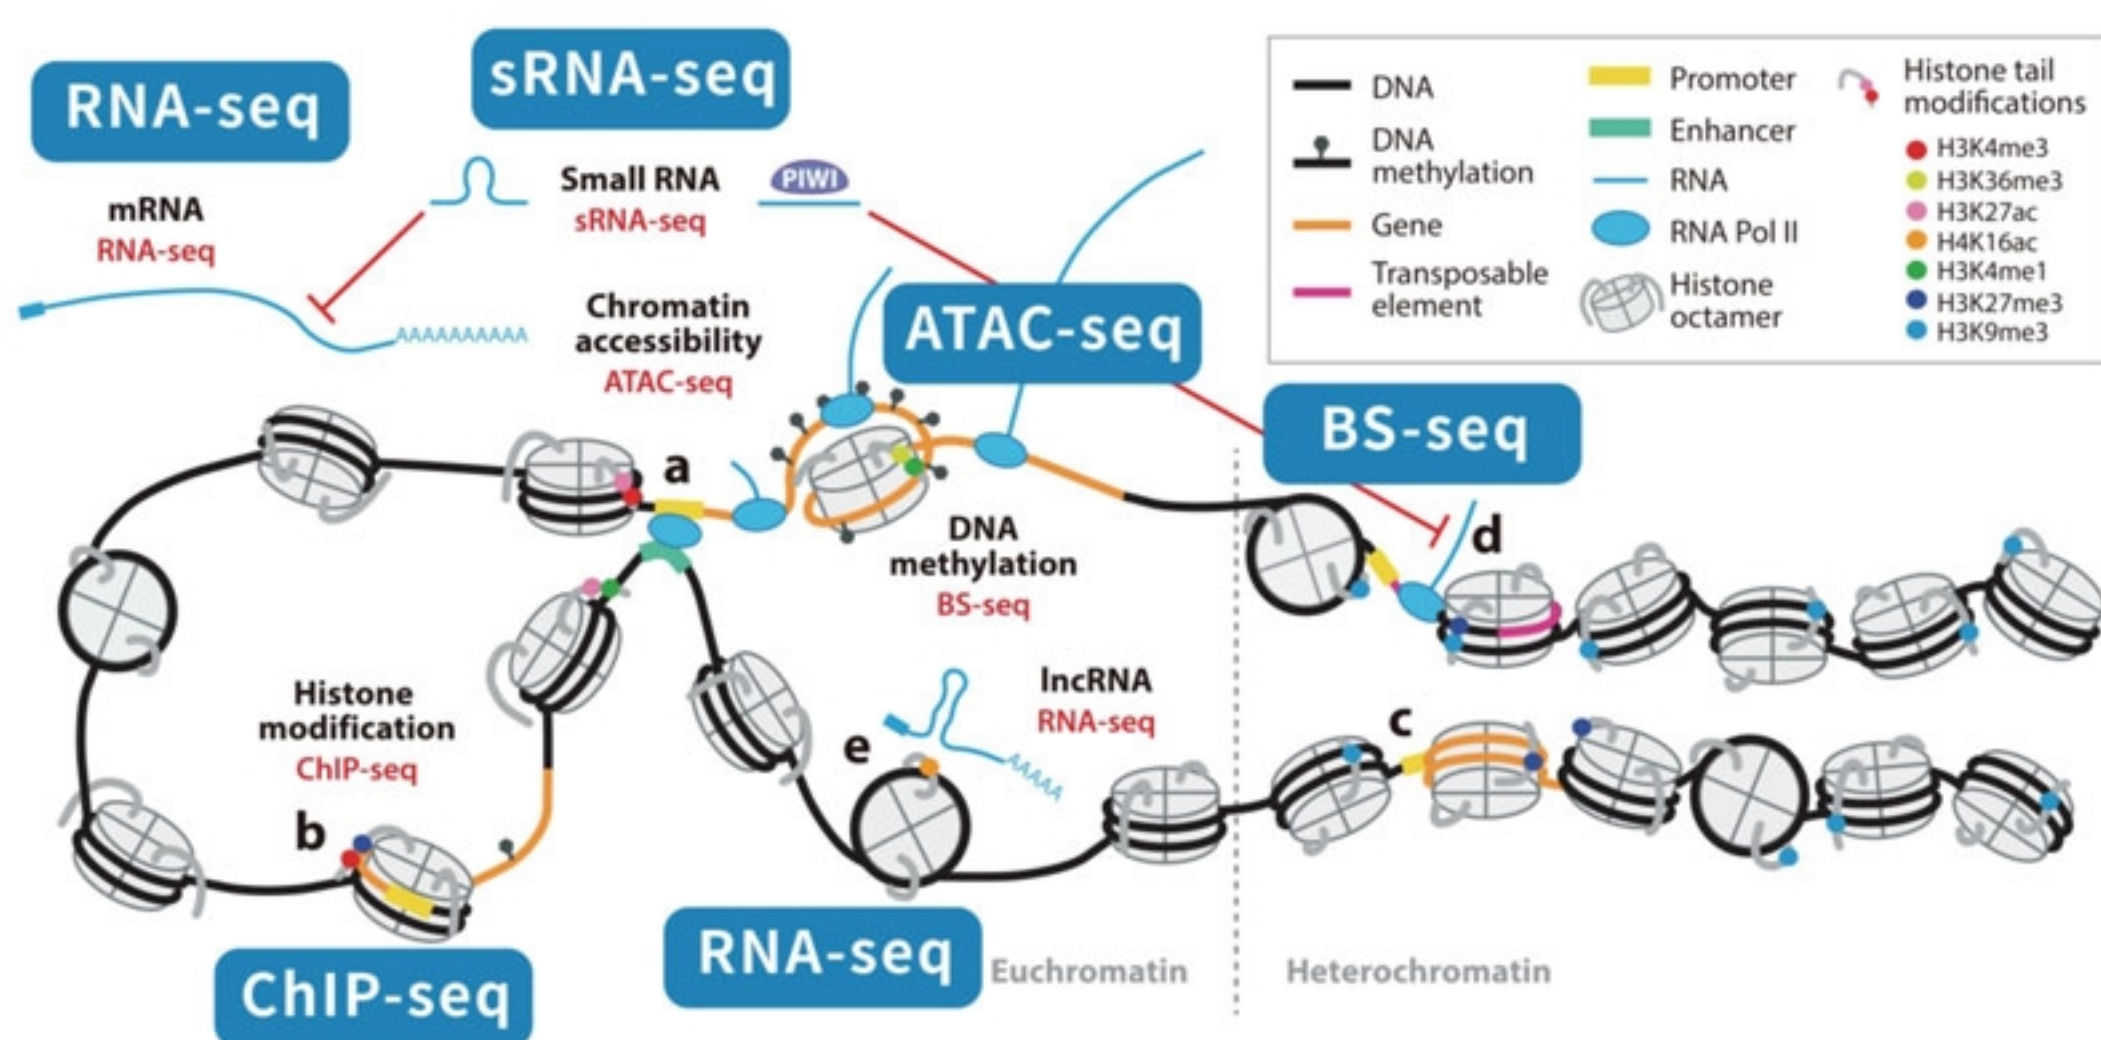 RNA-seq
sRNA-seq
mRNA
RNA-seq
Small RNA
sRNA-seq
PIWI
AAAAAAAAAA
Chromatin
accessibility
ATAC-seq
ATAC-seq
BS-seq
DNA
DNA
methylation
Gene
Transposable
element
Promoter
Enhancer
RNA
RNA Pol II
Histone
octamer
Histone tail
modifications
H3K4me3
H3K36me3
H3K27ac
H4K16ac
H3K4me1
H3K27me3
H3K9me3
a
DNA
methylation
BS-seq
d
Histone
modification
ChIP-seq
b
lncRNA
RNA-seq
e
AAAAA
c
ChIP-seq
RNA-seq
Euchromatin
Heterochromatin